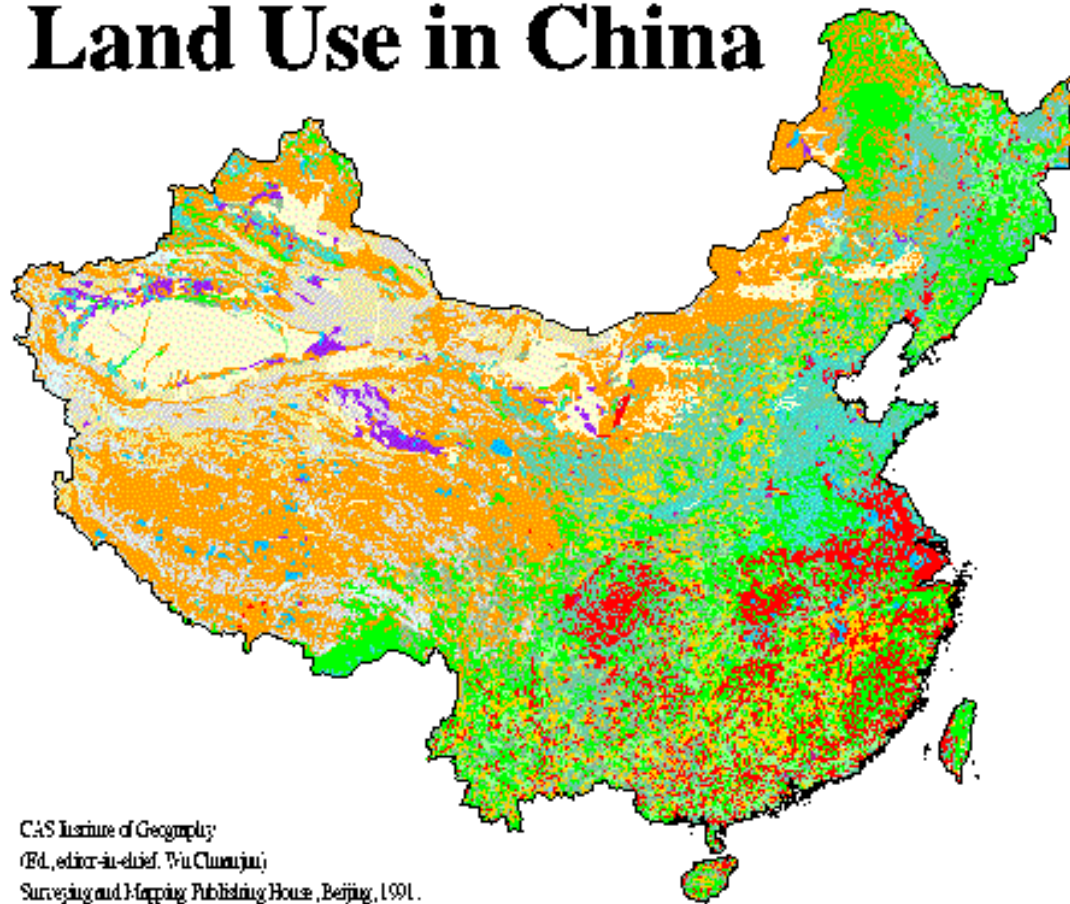 Land Use in China
CAS Institute of Geography
(Ed., editor-in-chief. Wu Chuanjun)
Surveying and Mapping Publishing House, Beijing, 1991.